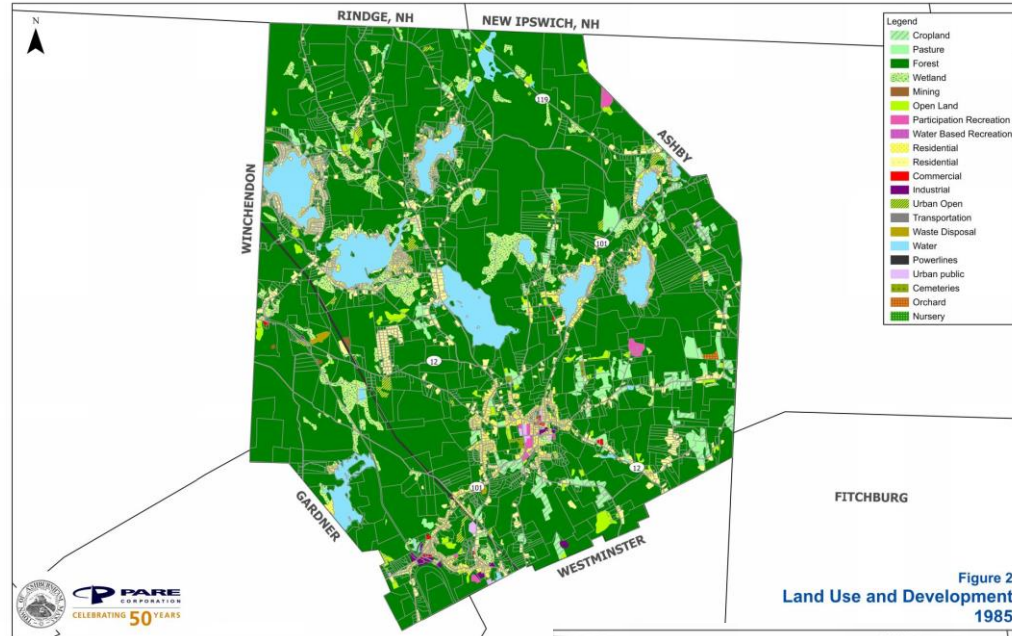 RINDGE, NH
NEW IPSWICH, NH
N
Legend
Cropland
Pasture
Forest
Wetland
Mining
Open Land
Participation Recreation
Water Based Recreation
Residential
Residential
Commercial
Industrial
Urban Open
Transportation
Waste Disposal
Water
Powerlines
Urban public
Cemeteries
Orchard
Nursery
119
ASHBY
WINCHENDON
101
12
12
101
GARDNER
WESTMINSTER
FITCHBURG
PARE
CORPORATION
CELEBRATING 50 YEARS
Figure 2
Land Use and Development
1985